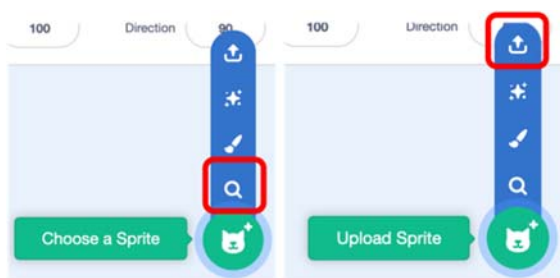 100 Direction 90
Choose a Sprite
100 Direction
Upload Sprite